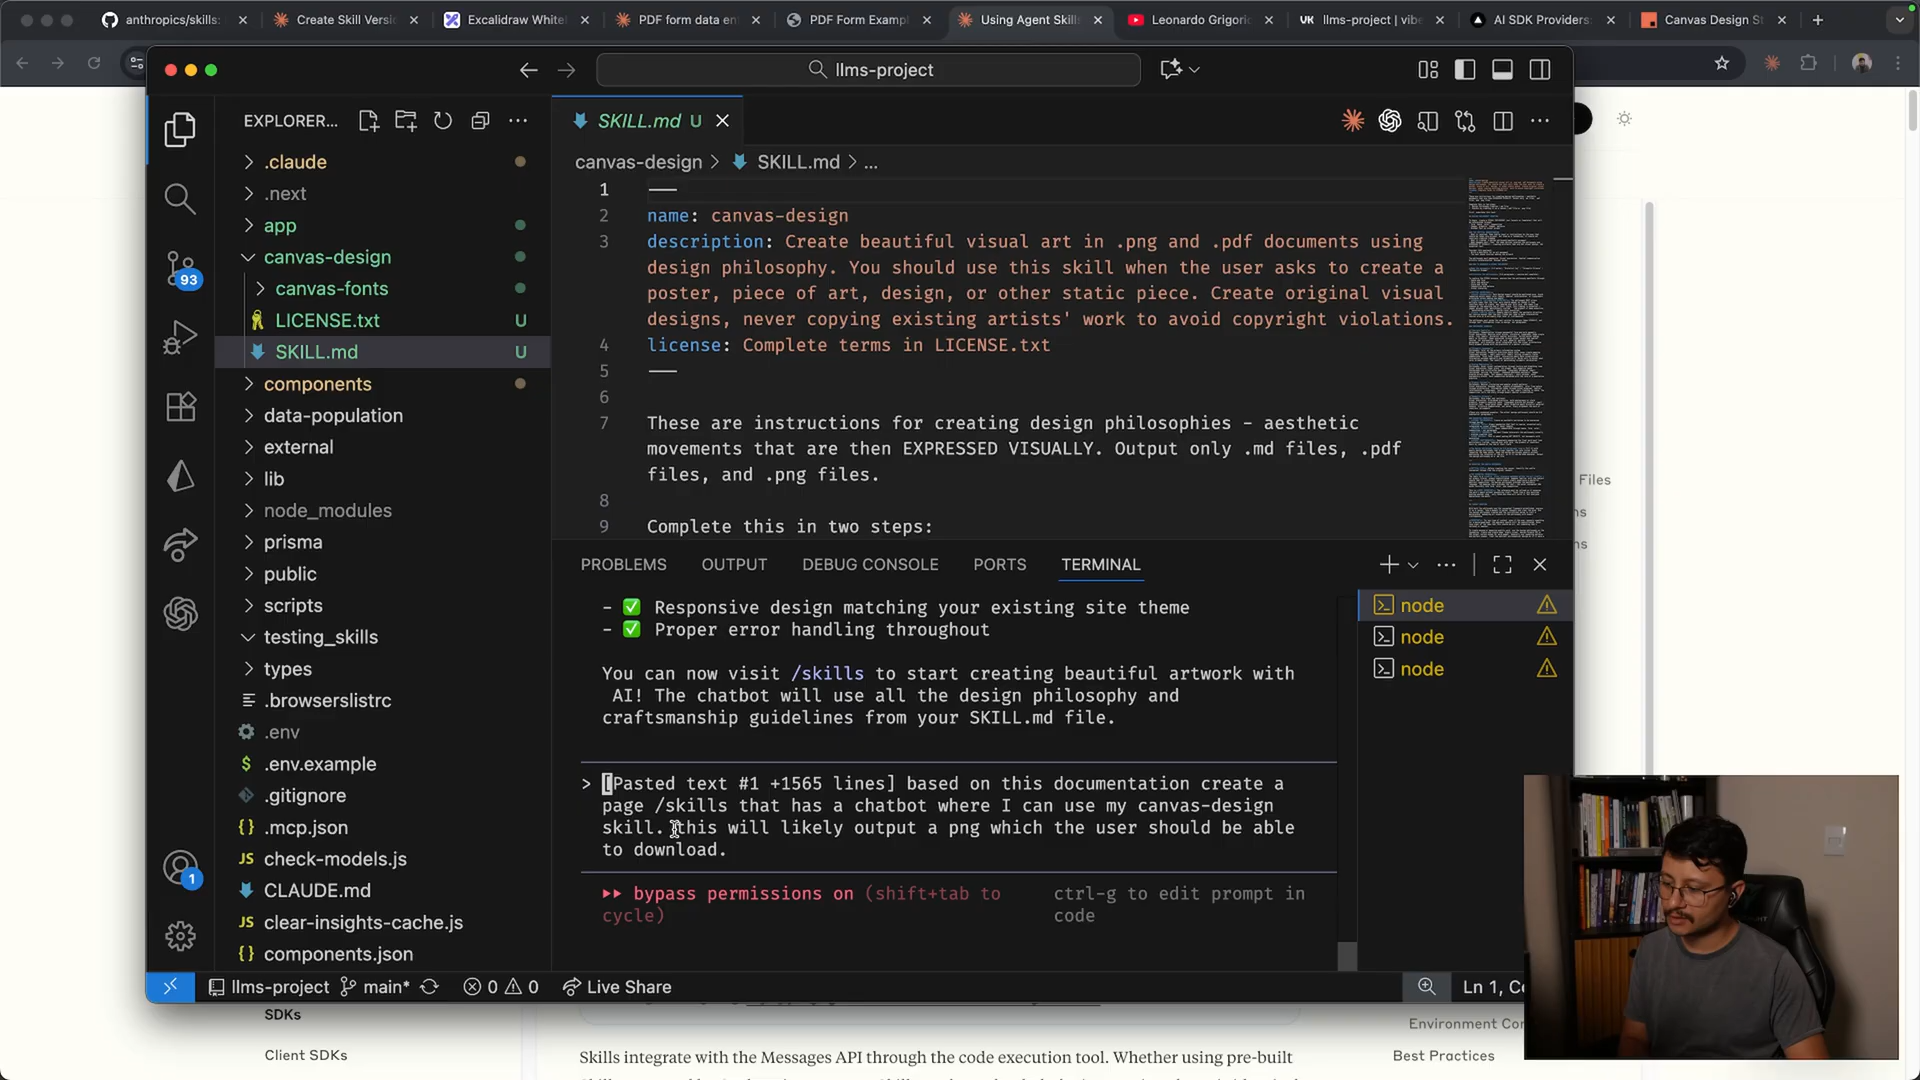 anthropics/skills:
Create Skill Versio
Excalidraw White
PDF form data en
PDF Form Exampl
Using Agent Skill
Leonardo Grigoric
llms-project | vibe
AI SDK Providers:
Canvas Design S
llms-project
EXPLORER...
SKILL.md U
canvas-design > SKILL.md > ...
.claude
.next
app
canvas-design
canvas-fonts
LICENSE.txt U
SKILL.md U
components
data-population
external
lib
node_modules
prisma
public
scripts
testing_skills
types
.browserslistrc
.env
.env.example
.gitignore
.mcp.json
check-models.js
CLAUDE.md
clear-insights-cache.js
components.json
93
1
1 ---
2 name: canvas-design
3 description: Create beautiful visual art in .png and .pdf documents using
design philosophy. You should use this skill when the user asks to create a
poster, piece of art, design, or other static piece. Create original visual
designs, never copying existing artists' work to avoid copyright violations.
4 license: Complete terms in LICENSE.txt
5 ---
6
7 These are instructions for creating design philosophies - aesthetic
movements that are then EXPRESSED VISUALLY. Output only .md files, .pdf
files, and .png files.
8
9 Complete this in two steps:
PROBLEMS OUTPUT DEBUG CONSOLE PORTS TERMINAL
- ✅ Responsive design matching your existing site theme
- ✅ Proper error handling throughout
You can now visit /skills to start creating beautiful artwork with
AI! The chatbot will use all the design philosophy and
craftsmanship guidelines from your SKILL.md file.
> [Pasted text #1 +1565 lines] based on this documentation create a
page /skills that has a chatbot where I can use my canvas-design
skill. this will likely output a png which the user should be able
to download.
bypass permissions on (shift+tab to
cycle)
ctrl-g to edit prompt in
code
node
node
node
llms-project main* 0 0 Live Share
Ln 1, C
Files
SDKs
Client SDKs
Skills integrate with the Messages API through the code execution tool. Whether using pre-built
Environment Co
Best Practices